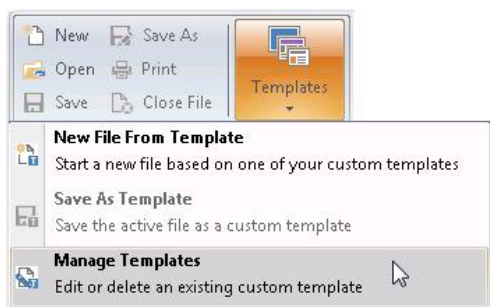 New Save As
Open Print
Save Close File
Templates
New File From Template
Start a new file based on one of your custom templates
Save As Template
Save the active file as a custom template
Manage Templates
Edit or delete an existing custom template